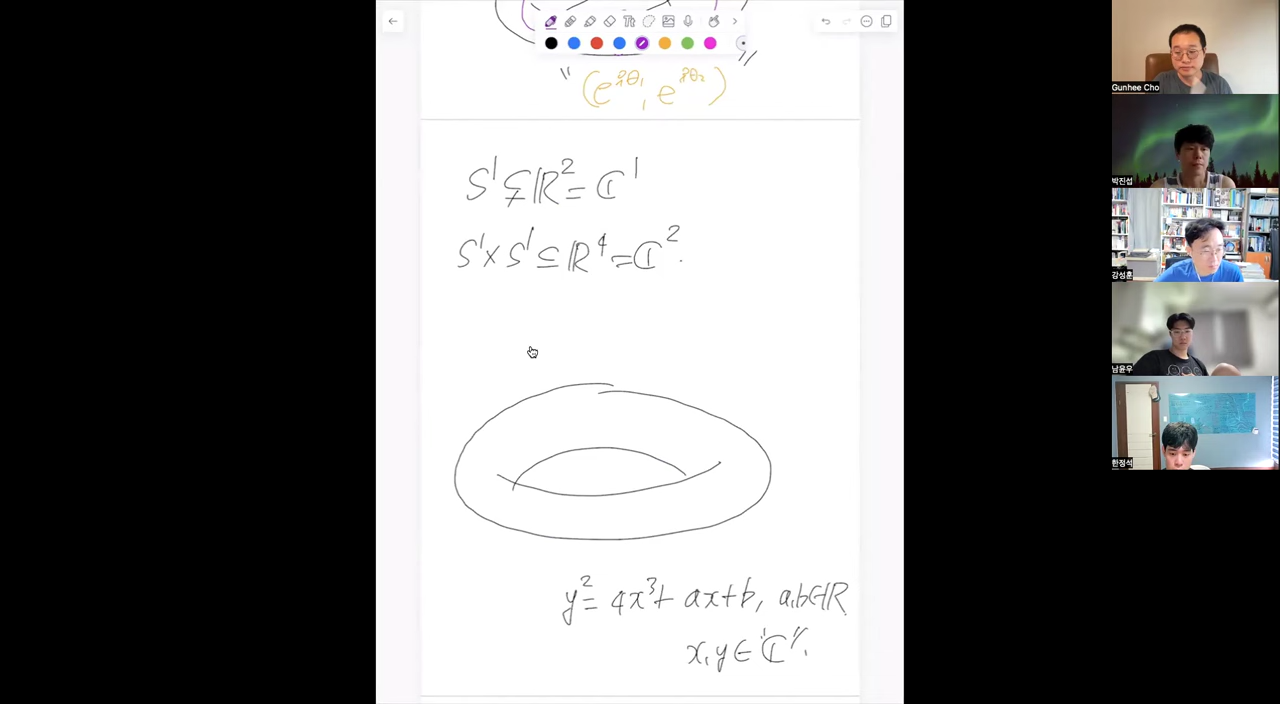 " (e^{iθ₁}, e^{iθ₂}) "
S¹ ⊊ ℝ² = ℂ¹
S¹ × S¹ ⊆ ℝ⁴ = ℂ².
y² = 4x³ + ax + b, a,b ∈ ℝ
x, y ∈ "ℂ".
Gunhee Cho
박진섭
강성훈
남윤우
한정석